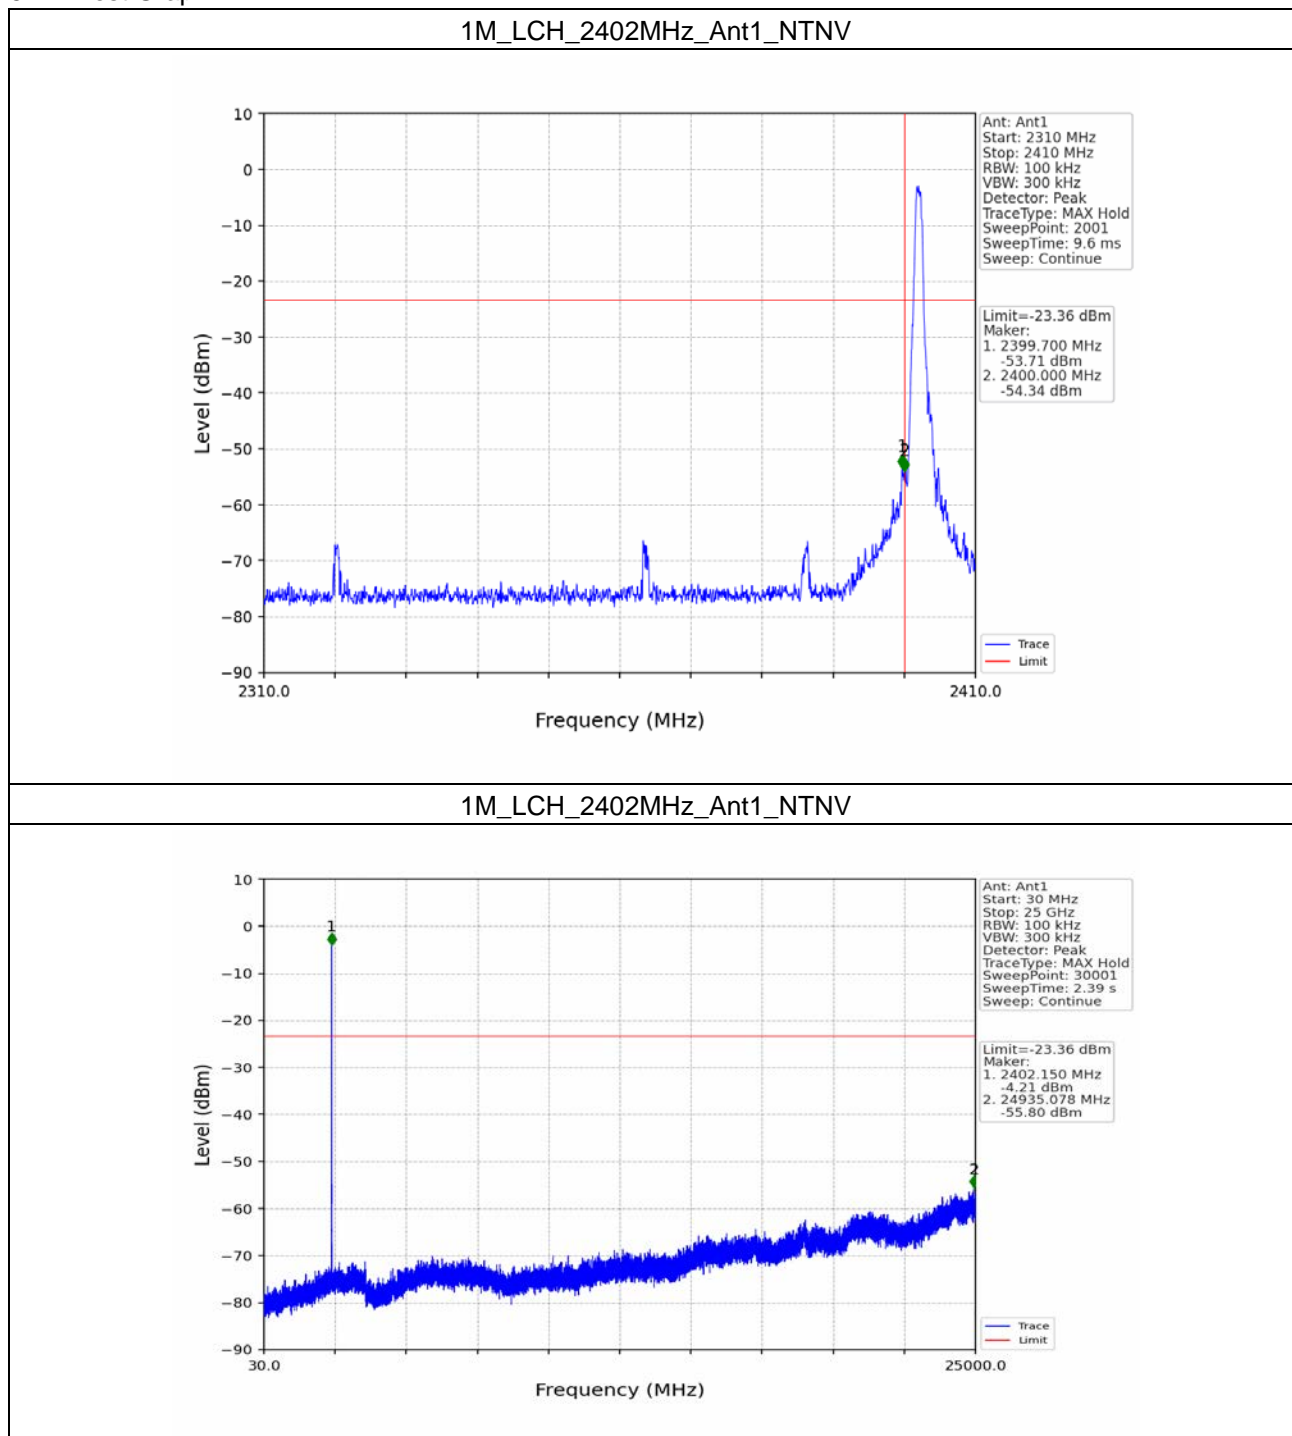 1M_LCH_2402MHz_Ant1_NTNV
10
0
−10
−20
−30
−40
−50
−60
−70
−80
−90
Level (dBm)
1
2
2310.0
2410.0
Frequency (MHz)
Ant: Ant1
Start: 2310 MHz
Stop: 2410 MHz
RBW: 100 kHz
VBW: 300 kHz
Detector: Peak
TraceType: MAX Hold
SweepPoint: 2001
SweepTime: 9.6 ms
Sweep: Continue
Limit=-23.36 dBm
Maker:
1. 2399.700 MHz
-53.71 dBm
2. 2400.000 MHz
-54.34 dBm
Trace
Limit
1M_LCH_2402MHz_Ant1_NTNV
10
0
−10
−20
−30
−40
−50
−60
−70
−80
−90
Level (dBm)
1
2
30.0
25000.0
Frequency (MHz)
Ant: Ant1
Start: 30 MHz
Stop: 25 GHz
RBW: 100 kHz
VBW: 300 kHz
Detector: Peak
TraceType: MAX Hold
SweepPoint: 30001
SweepTime: 2.39 s
Sweep: Continue
Limit=-23.36 dBm
Maker:
1. 2402.150 MHz
-4.21 dBm
2. 24935.078 MHz
-55.80 dBm
Trace
Limit